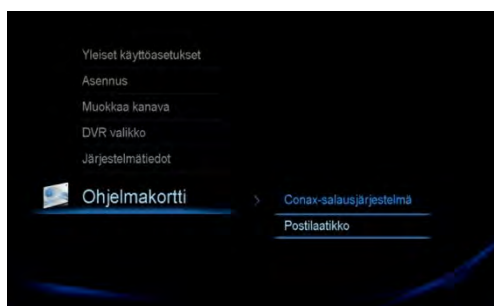 Yleiset käyttöasetukset
Asennus
Muokkaa kanava
DVR valikko
Järjestelmätiedot
Ohjelmakortti > Conax-salausjärjestelmä
Postilaatikko